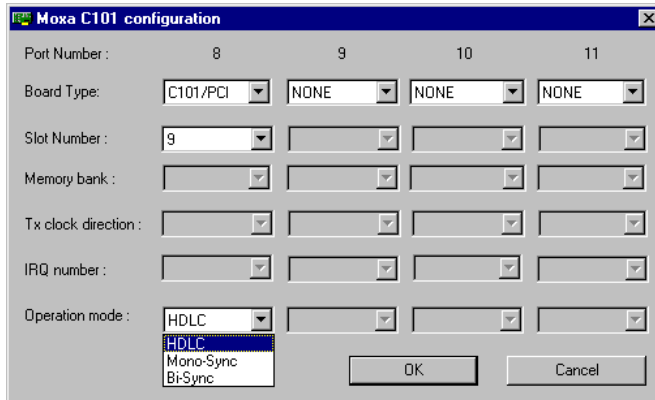 Moxa C101 configuration
Port Number : 8 9 10 11
Board Type: C101/PCI NONE NONE NONE
Slot Number : 9
Memory bank :
Tx clock direction :
IRQ number :
Operation mode : HDLC
HDLC
Mono-Sync
Bi-Sync
OK Cancel